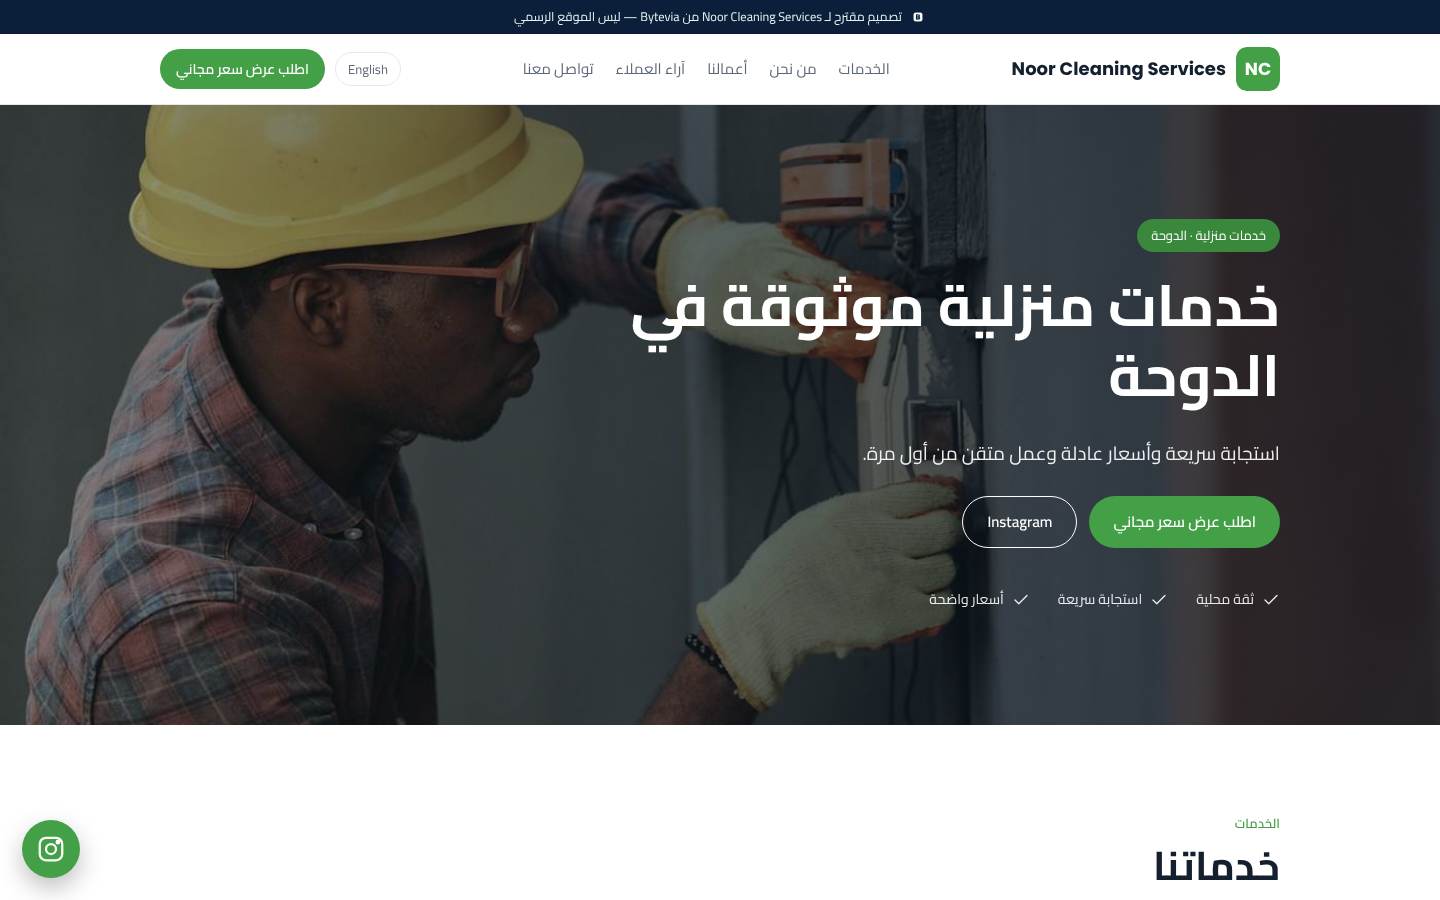 تصميم مقترح لـ Noor Cleaning Services من Bytevia — ليس الموقع الرسمي
NC Noor Cleaning Services
الخدمات من نحن أعمالنا آراء العملاء تواصل معنا
English
اطلب عرض سعر مجاني
خدمات منزلية · الدوحة
خدمات منزلية موثوقة في
الدوحة
استجابة سريعة وأسعار عادلة وعمل متقن من أول مرة.
اطلب عرض سعر مجاني
Instagram
ثقة محلية استجابة سريعة أسعار واضحة
الخدمات
خدماتنا